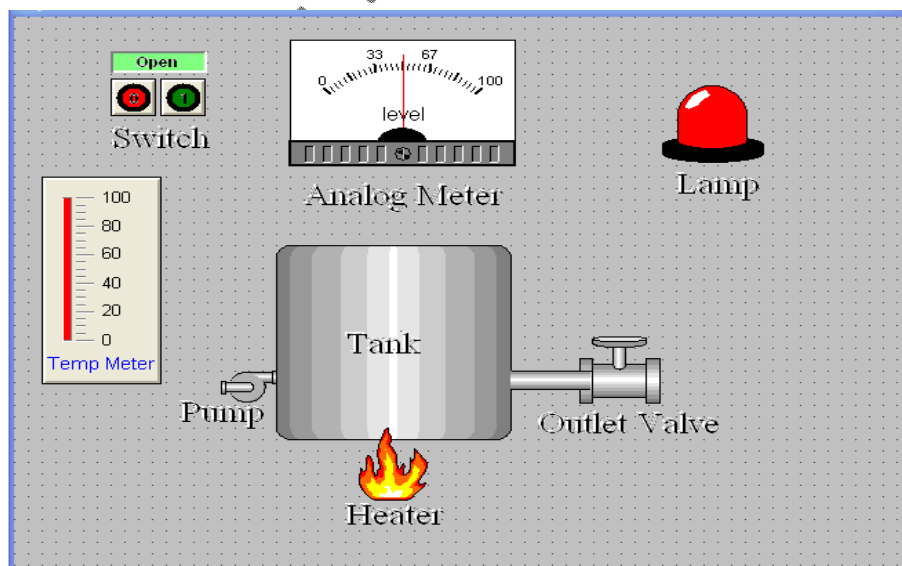 Open
0 1
Switch
0 33 67 100
level
Analog Meter
Lamp
100
80
60
40
20
0
Temp Meter
Tank
Pump
Outlet Valve
Heater